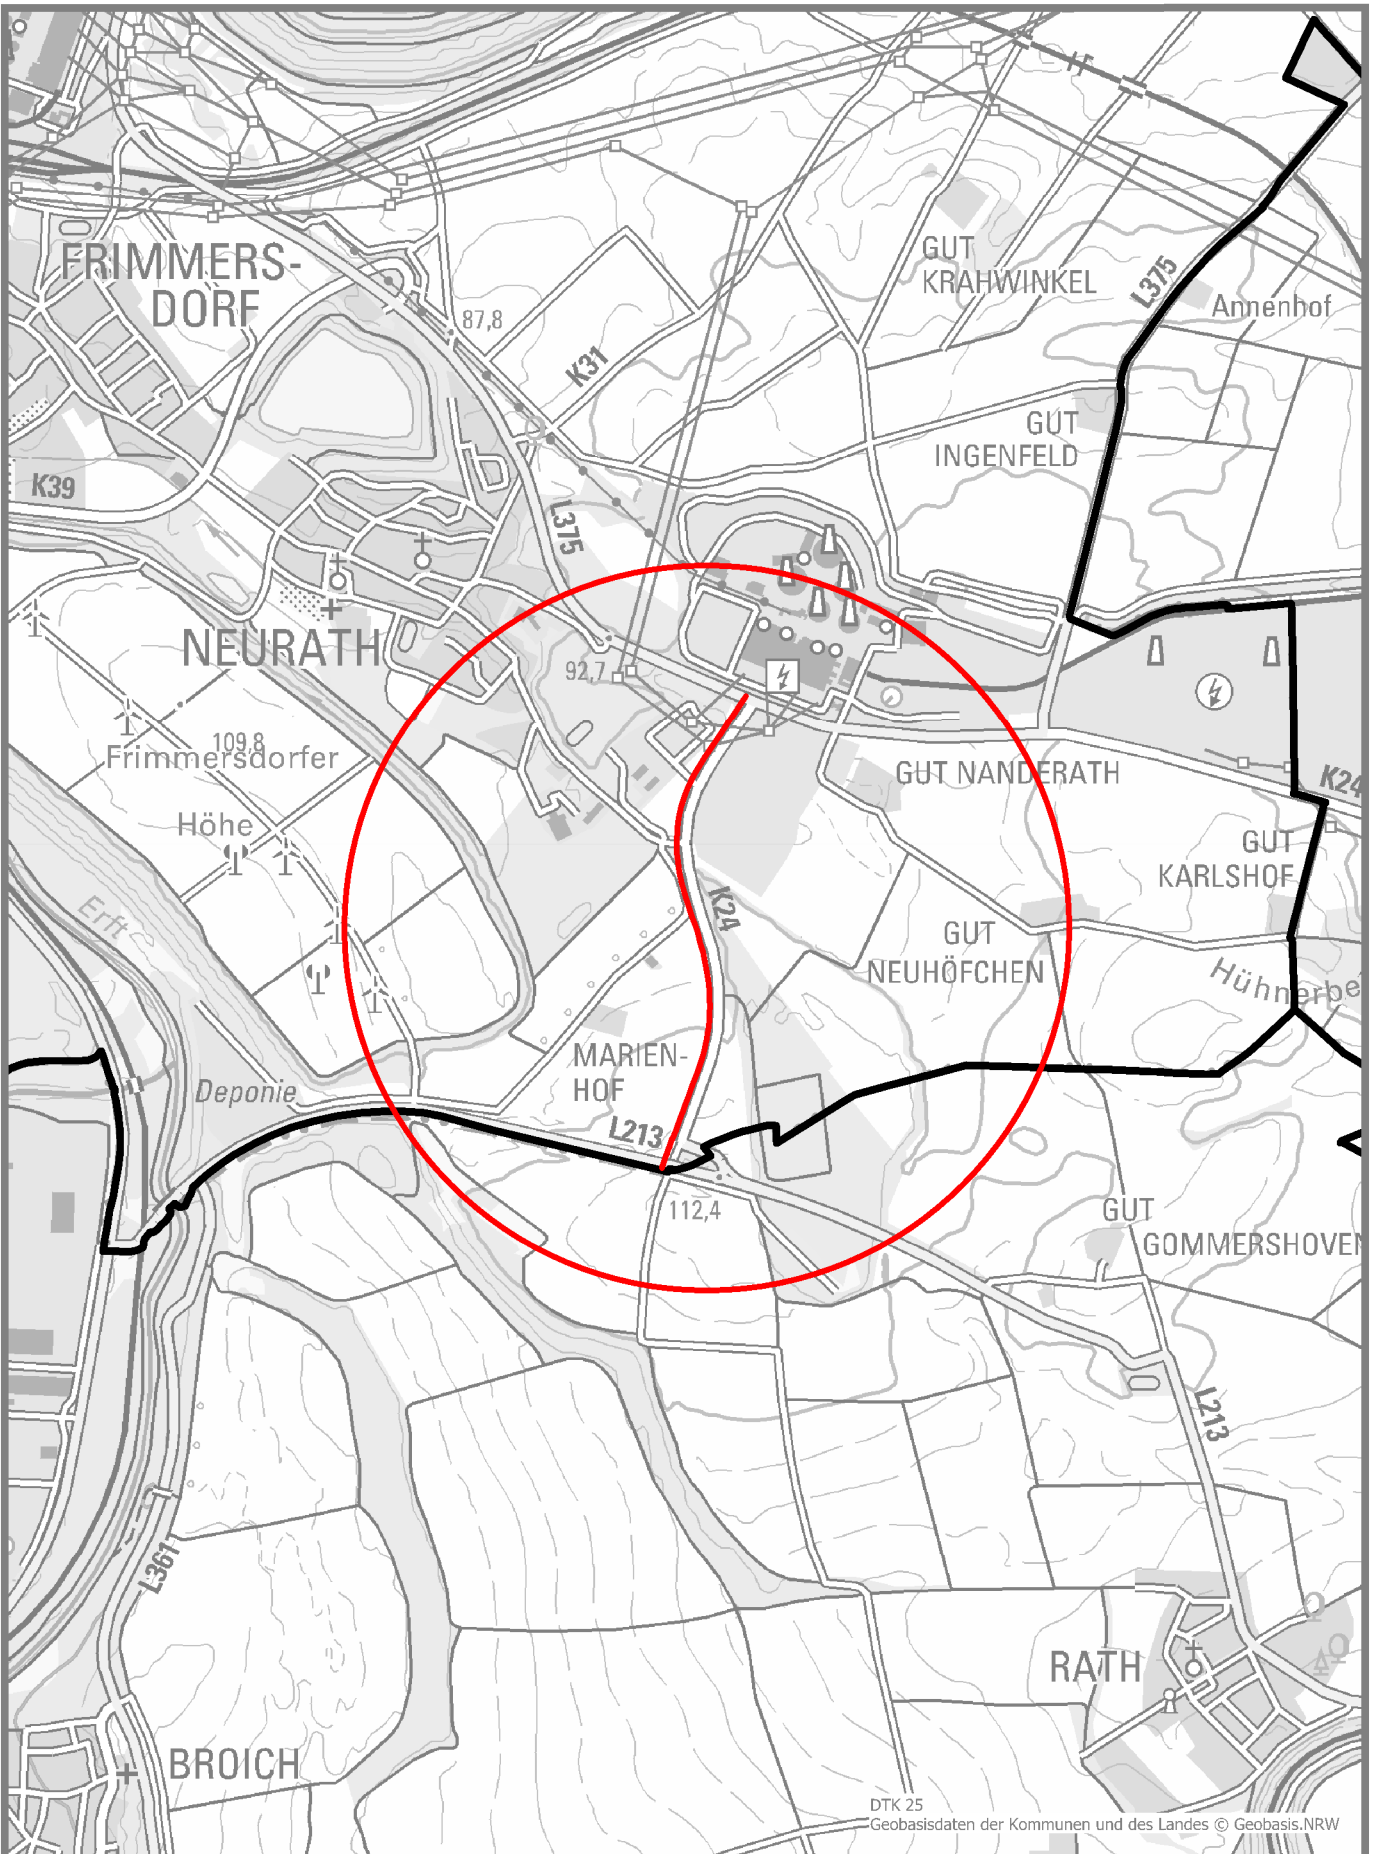 FRIMMERS-
DORF
87,8
K31
GUT
KRAHWINKEL
L375
Annenhof
GUT
INGENFELD
K39
L375
NEURATH
92,7
109,8
Frimmersdorfer
Höhe
GUT NANDERATH
K24
GUT
KARLSHOF
Erft
K24
GUT
NEUHÖFCHEN
Hühnerbe
MARIEN-
HOF
Deponie
L213
112,4
GUT
GOMMERSHOVEN
L213
L361
RATH
BROICH
DTK 25
Geobasisdaten der Kommunen und des Landes © Geobasis.NRW